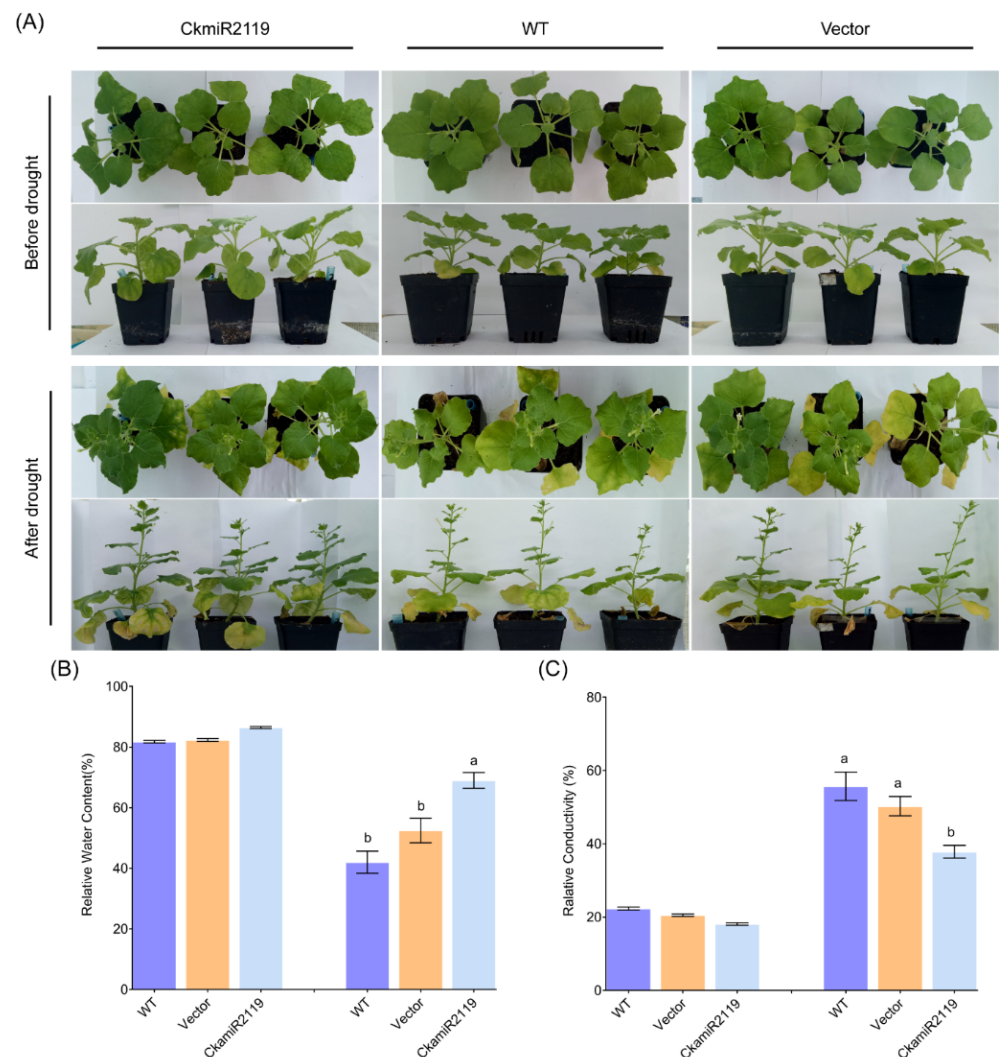 (A)
CkmiR2119
WT
Vector
Before drought
After drought
(B)
Relative Water Content(%)
100
80
60
40
20
0
b
b
a
WT
Vector
CkamiR2119
WT
Vector
CkamiR2119
(C)
Relative Conductivity (%)
80
60
40
20
0
a
a
b
WT
Vector
CkamiR2119
WT
Vector
CkamiR2119